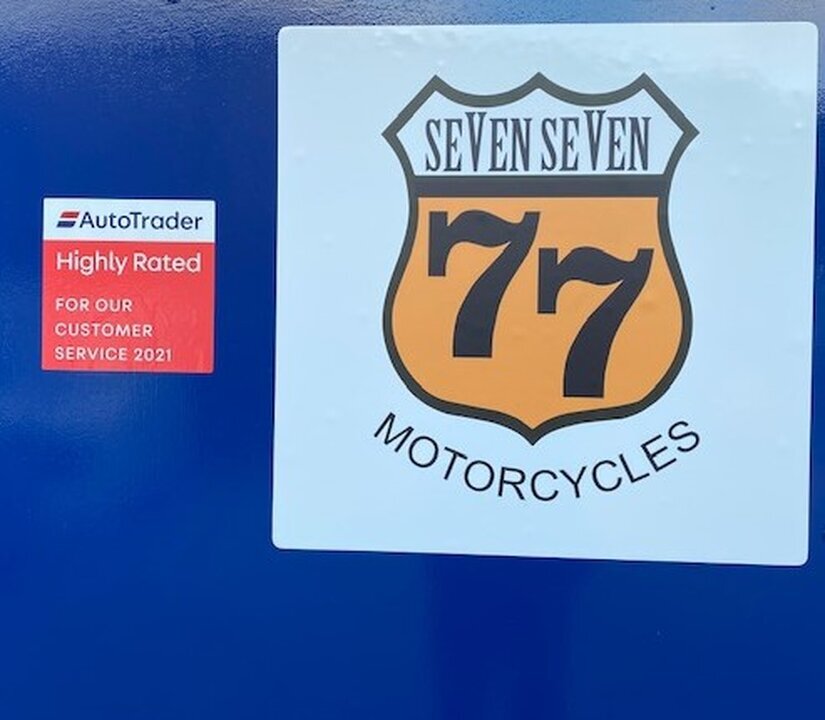 AutoTrader
Highly Rated
FOR OUR
CUSTOMER
SERVICE 2021
SEVEN SEVEN
77
MOTORCYCLES